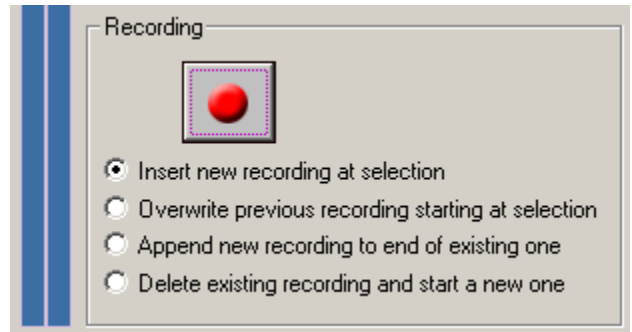 Recording
Insert new recording at selection
Overwrite previous recording starting at selection
Append new recording to end of existing one
Delete existing recording and start a new one